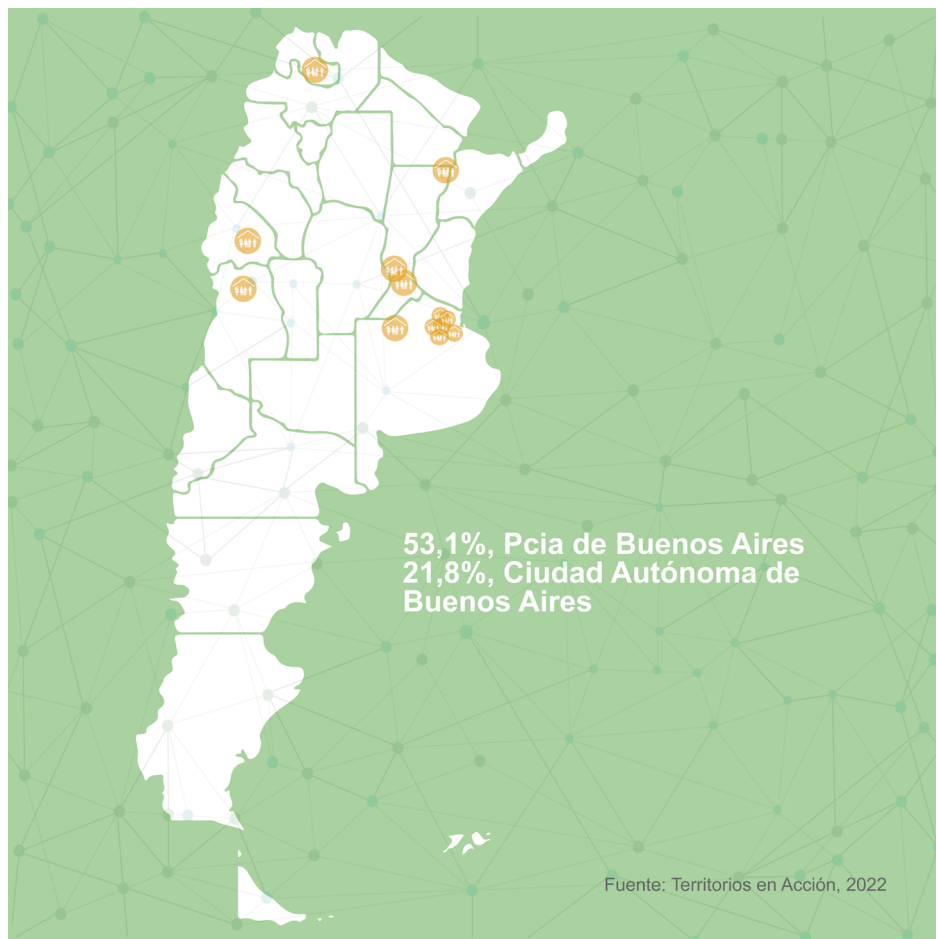 53,1%, Pcia de Buenos Aires
21,8%, Ciudad Autónoma de
Buenos Aires
Fuente: Territorios en Acción, 2022